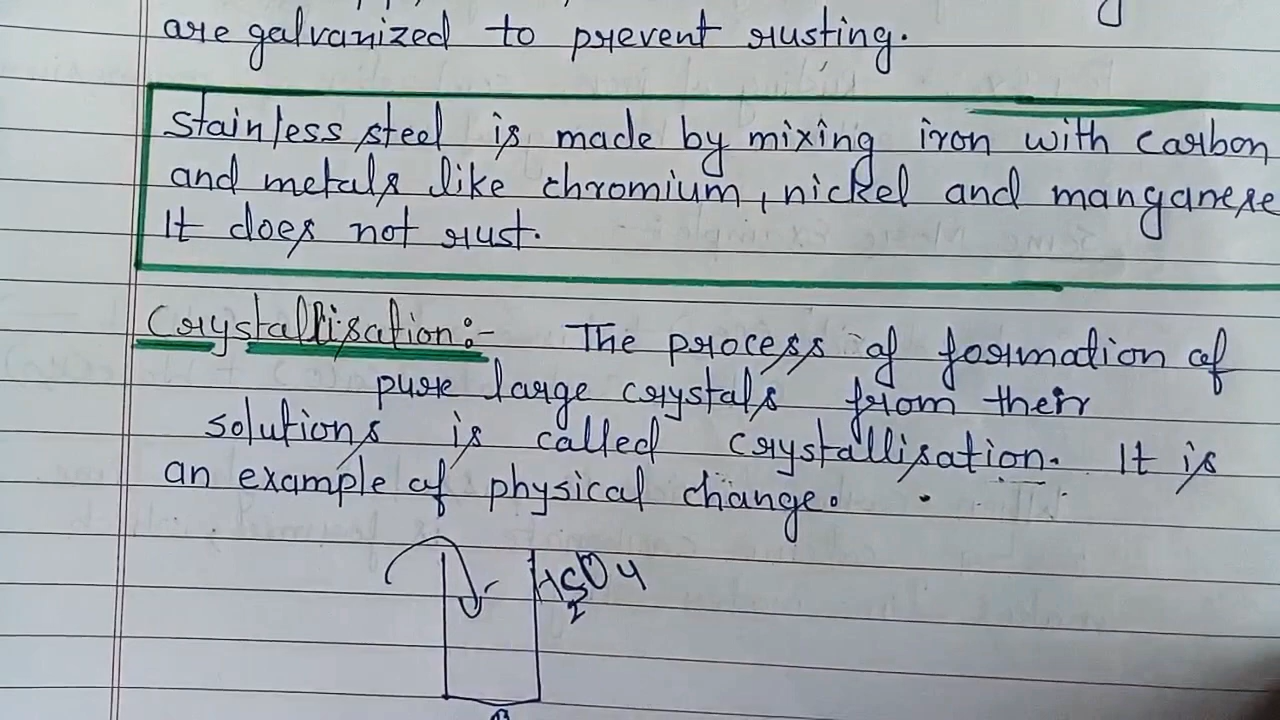 are galvanized to prevent rusting.
Stainless steel is made by mixing iron with carbon
and metals like chromium, nickel and manganese
It does not rust.
Crystallisation:- The process of formation of
pure large crystals from their
solutions is called crystallisation. It is
an example of physical change.
H2SO4